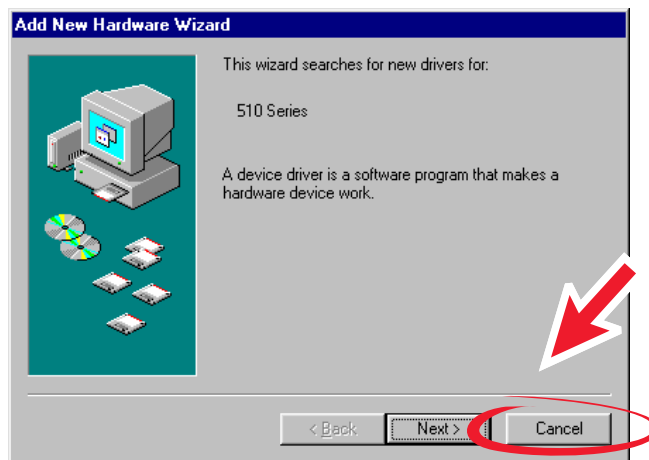 Add New Hardware Wizard
This wizard searches for new drivers for:
510 Series
A device driver is a software program that makes a
hardware device work.
< Back
Next >
Cancel